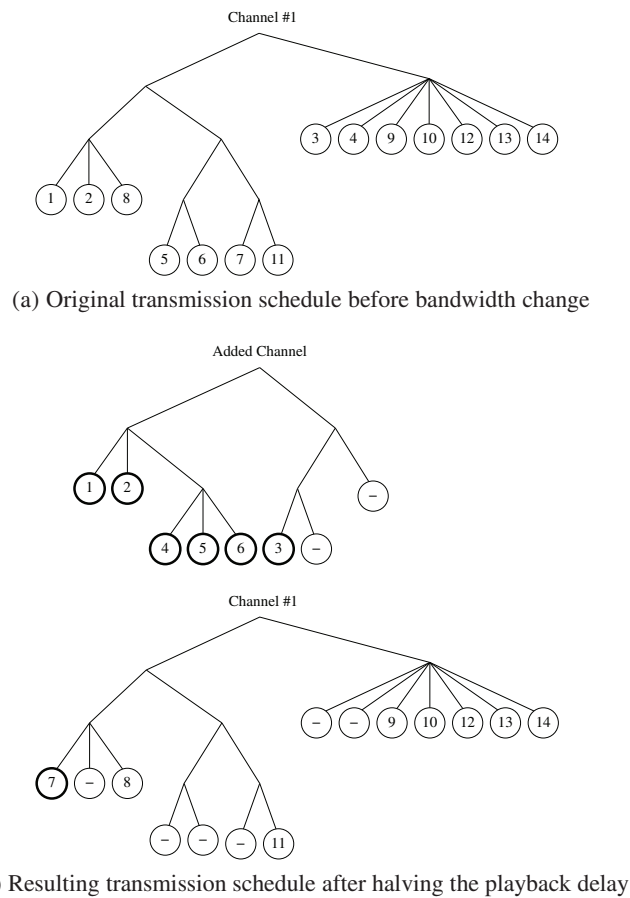 Channel #1
3 4 9 10 12 13 14
1 2 8
5 6 7 11
(a) Original transmission schedule before bandwidth change
Added Channel
1 2 –
4 5 6 3 –
Channel #1
– – 9 10 12 13 14
7 – 8
– – – 11
Resulting transmission schedule after halving the playback delay